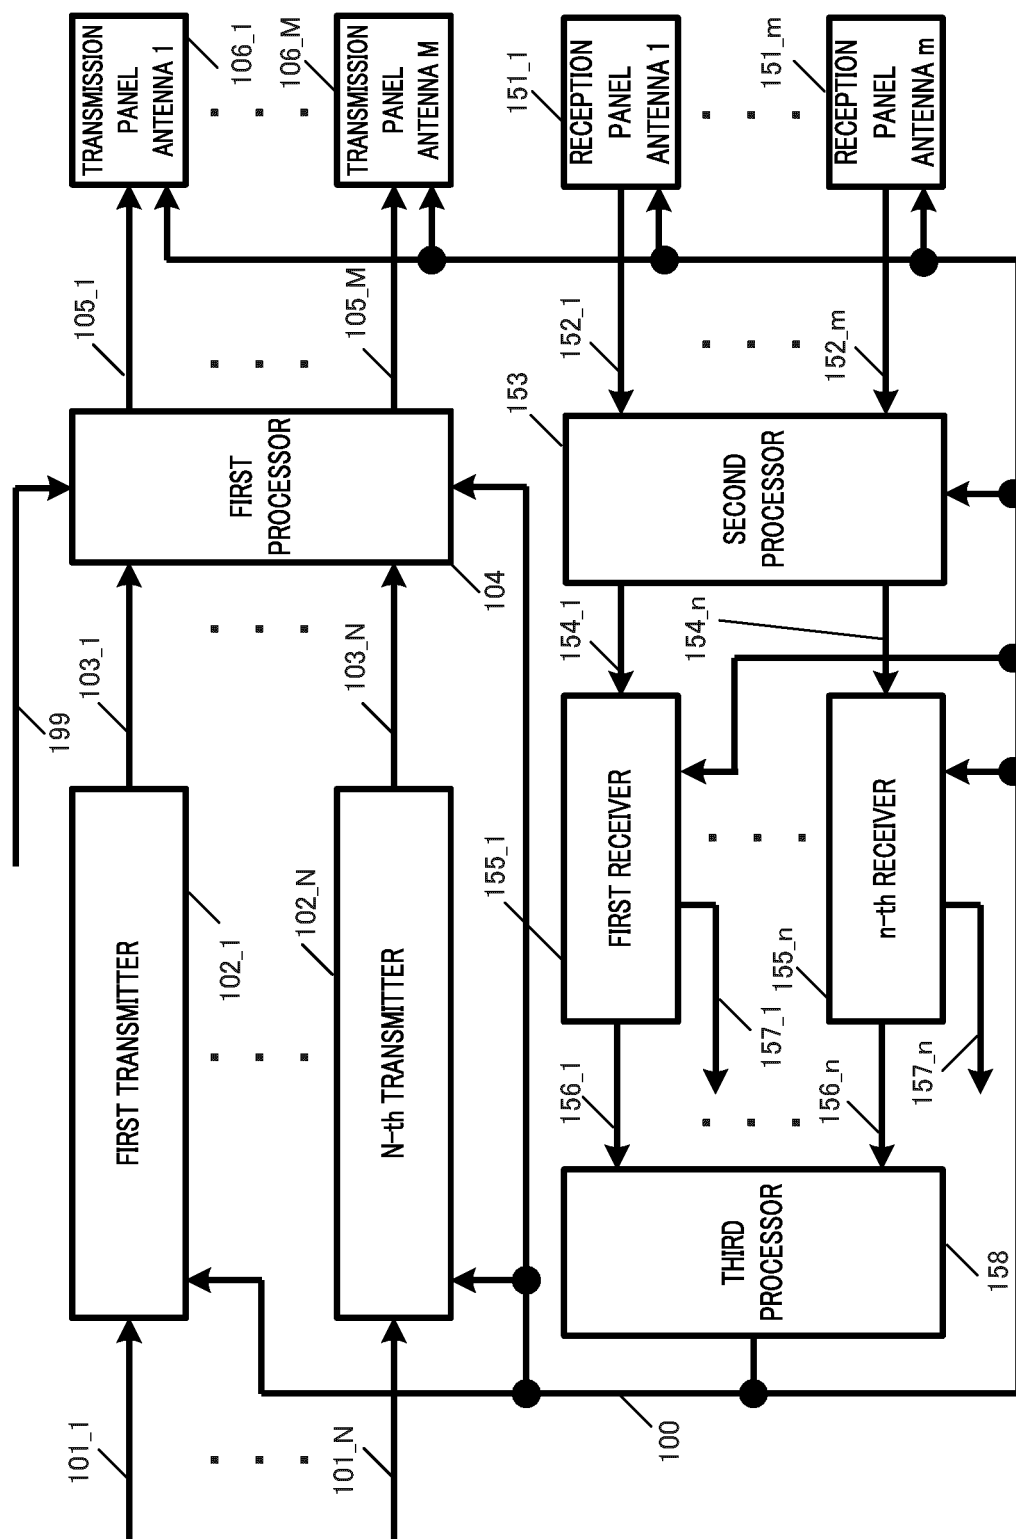 101_1
101_N
FIRST TRANSMITTER
102_1
N-th TRANSMITTER
102_N
103_1
103_N
199
FIRST
PROCESSOR
104
105_1
105_M
TRANSMISSION
PANEL
ANTENNA 1
106_1
TRANSMISSION
PANEL
ANTENNA M
106_M
100
THIRD
PROCESSOR
158
156_1
156_n
157_1
157_n
155_1
FIRST RECEIVER
155_n
n-th RECEIVER
154_1
154_n
153
SECOND
PROCESSOR
152_1
152_m
151_1
RECEPTION
PANEL
ANTENNA 1
151_m
RECEPTION
PANEL
ANTENNA m